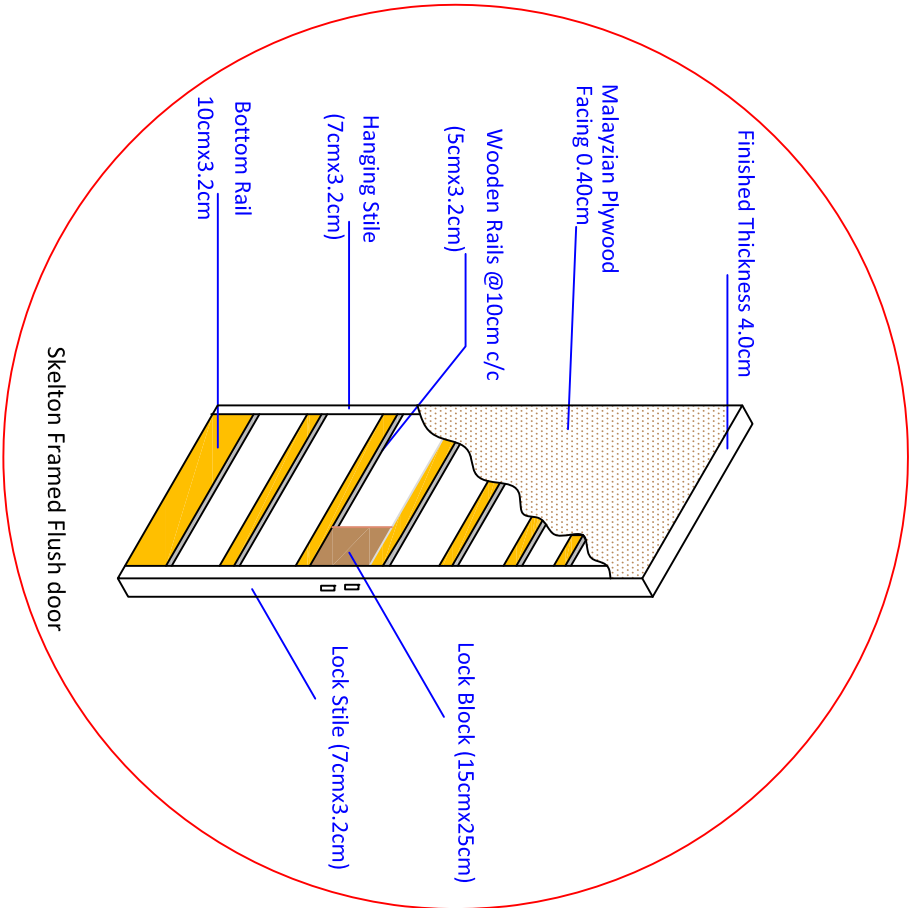 Finished Thickness 4.0cm
Malayzian Plywood
Facing 0.40cm
Wooden Rails @10cm c/c
(5cmx3.2cm)
Hanging Stile
(7cmx3.2cm)
Bottom Rail
10cmx3.2cm
Lock Block (15cmx25cm)
Lock Stile (7cmx3.2cm)
Skelton Framed Flush door